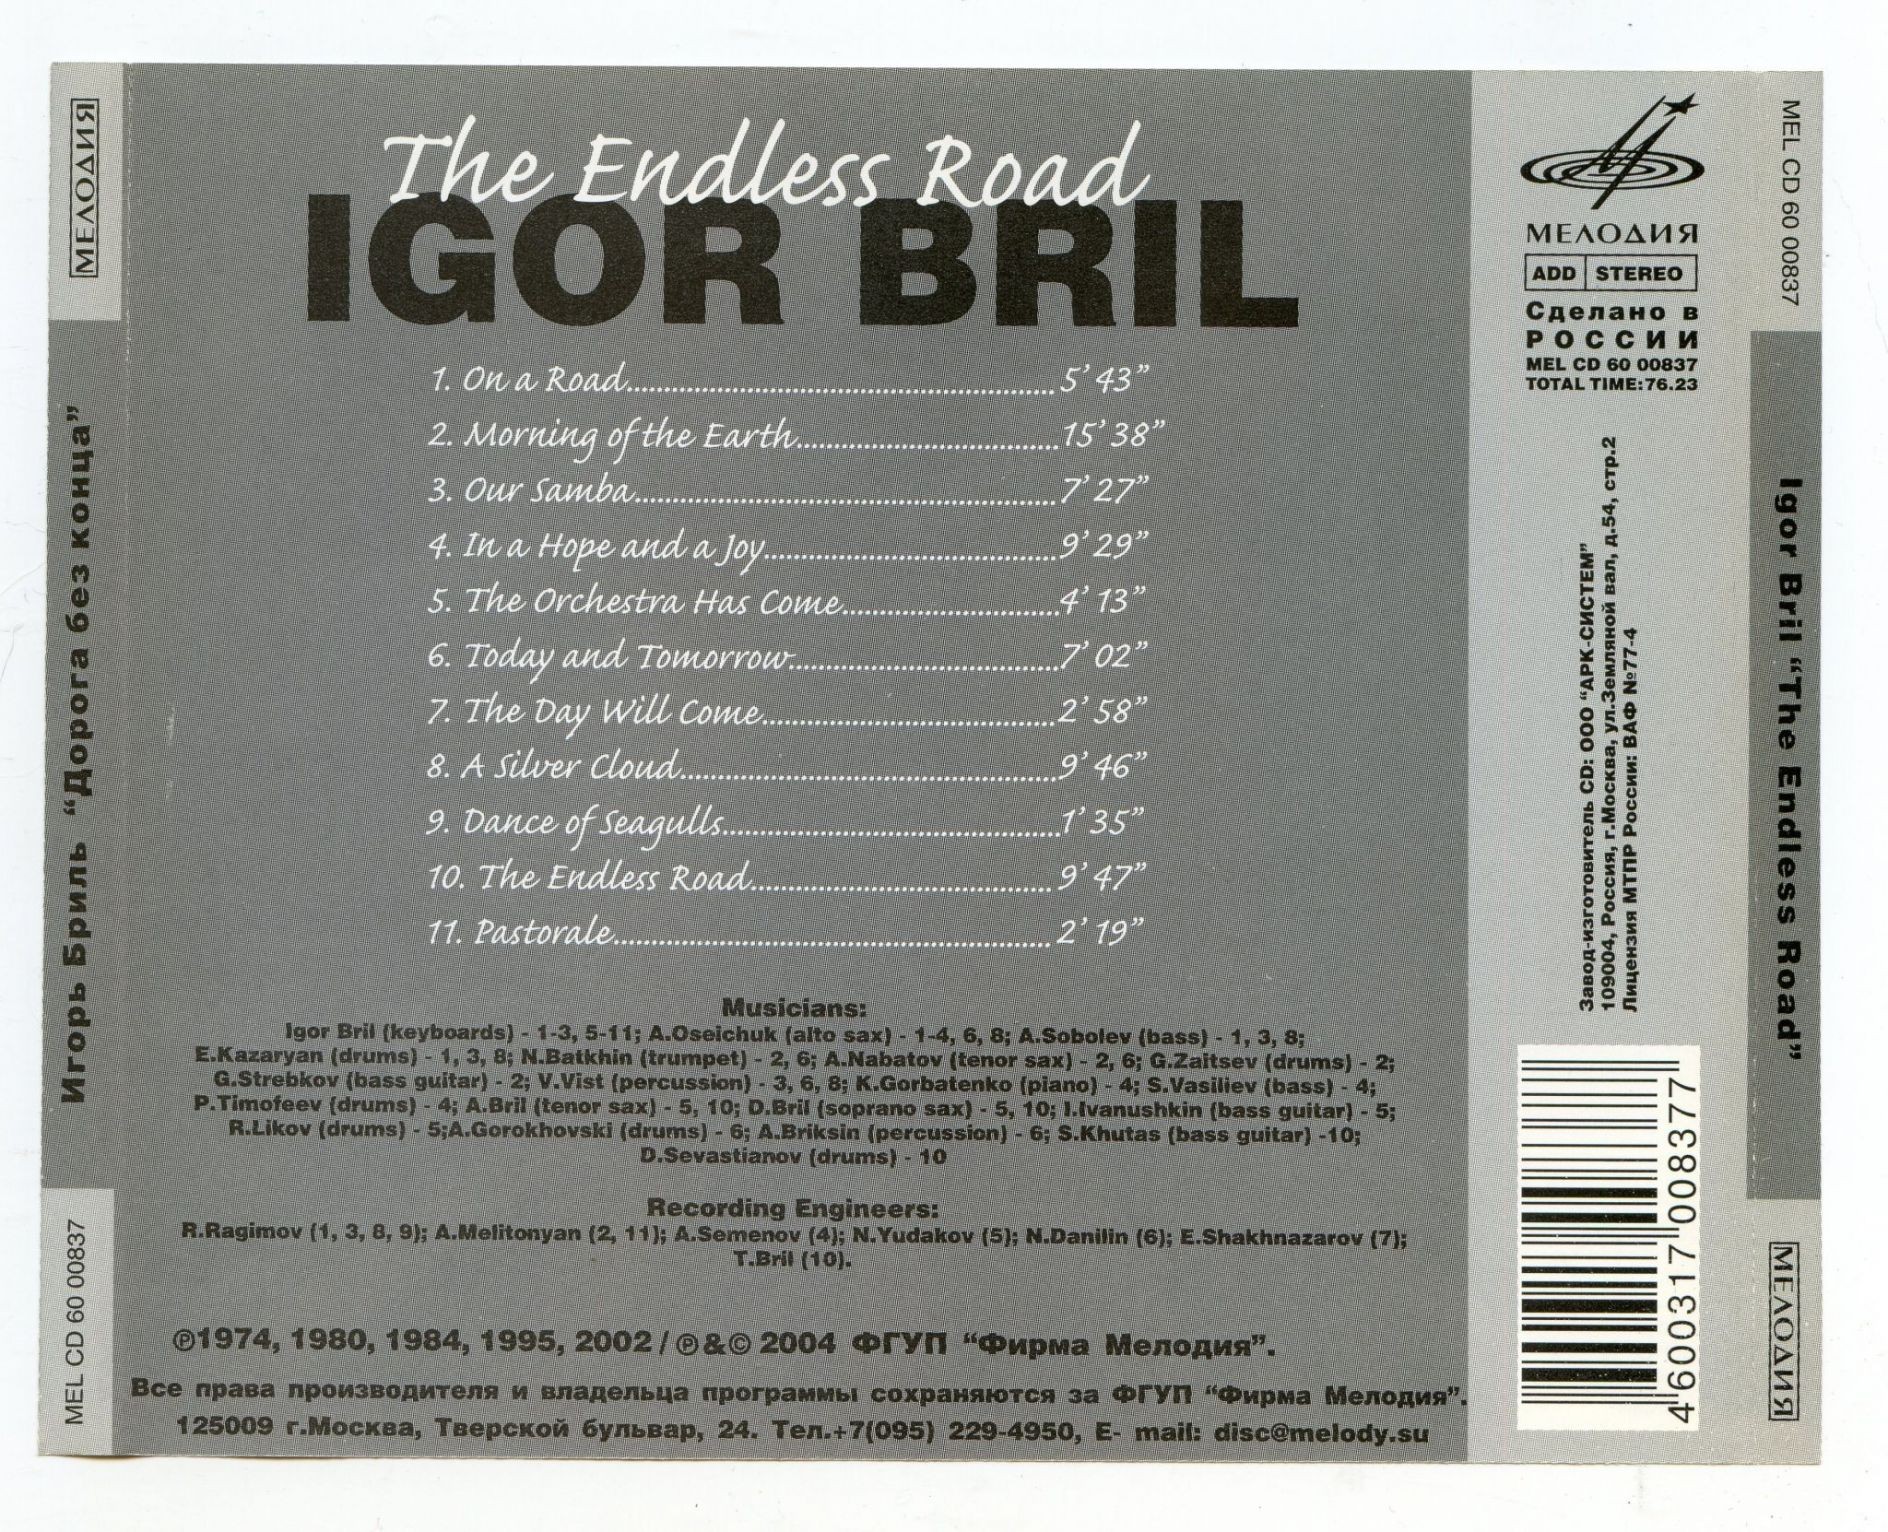 МЕЛОДИЯ
Игорь Бриль "Дорога без конца"
MEL CD 60 00837
The Endless Road
IGOR BRIL
1. On a Road......5'43"
2. Morning of the Earth......15'38"
3. Our Samba......7'27"
4. In a Hope and a Joy......9'29"
5. The Orchestra Has Come......4'13"
6. Today and Tomorrow......7'02"
7. The Day Will Come......2'58"
8. A Silver Cloud......9'46"
9. Dance of Seagulls......1'35"
10. The Endless Road......9'47"
11. Pastorale......2'19"
Musicians:
Igor Bril (keyboards) - 1-3, 5-11; A.Oseichuk (alto sax) - 1-4, 6, 8; A.Sobolev (bass) - 1, 3, 8;
E.Kazaryan (drums) - 1, 3, 8; N.Batkhin (trumpet) - 2, 6; A.Nabatov (tenor sax) - 2, 6; G.Zaitsev (drums) - 2;
G.Strebkov (bass guitar) - 2; V.Vist (percussion) - 3, 6, 8; K.Gorbatenko (piano) - 4; S.Vasiliev (bass) - 4;
P.Timofeev (drums) - 4; A.Bril (tenor sax) - 5, 10; D.Bril (soprano sax) - 5, 10; I.Ivanushkin (bass guitar) - 5;
R.Likov (drums) - 5;A.Gorokhovski (drums) - 6; A.Briksin (percussion) - 6; S.Khutas (bass guitar) -10;
D.Sevastianov (drums) - 10
Recording Engineers:
R.Ragimov (1, 3, 8, 9); A.Melitonyan (2, 11); A.Semenov (4); N.Yudakov (5); N.Danilin (6); E.Shakhnazarov (7);
T.Bril (10).
℗1974, 1980, 1984, 1995, 2002 / ℗&© 2004 ФГУП "Фирма Мелодия".
Все права производителя и владельца программы сохраняются за ФГУП "Фирма Мелодия".
125009 г.Москва, Тверской бульвар, 24. Тел.+7(095) 229-4950, E- mail: disc@melody.su
МЕЛОДИЯ
ADD STEREO
Сделано в
РОССИИ
MEL CD 60 00837
TOTAL TIME:76.23
Завод-изготовитель CD: ООО "АРК-СИСТЕМ"
109004, Россия, г.Москва, ул.Земляной вал, д.54, стр.2
Лицензия МТПР России: ВАФ №77-4
4 600317 008377
MEL CD 60 00837
Igor Bril "The Endless Road"
МЕЛОДИЯ